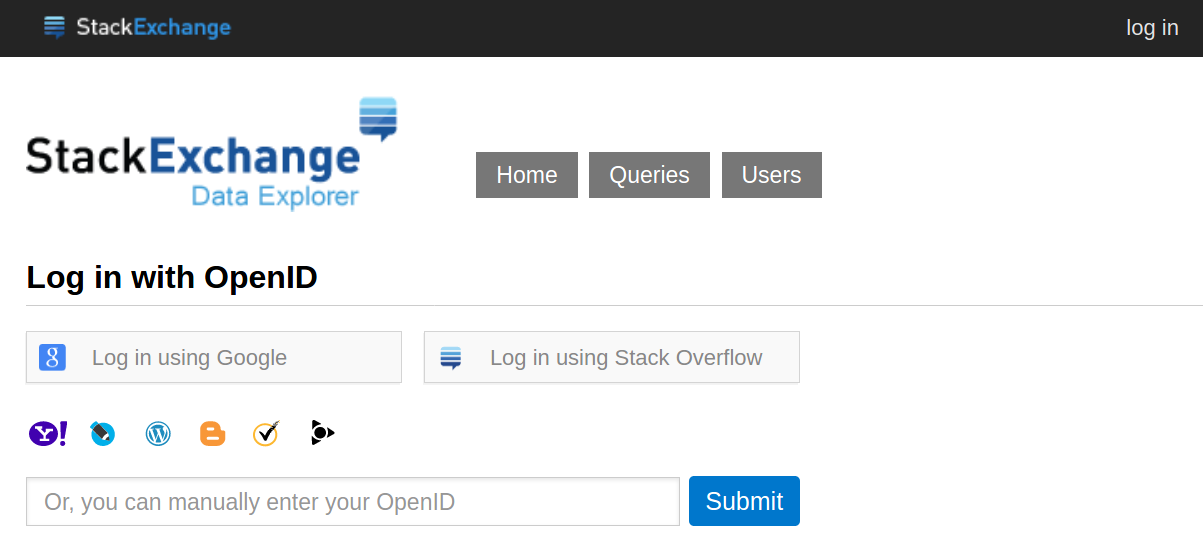 StackExchange
log in
StackExchange
Data Explorer
Home Queries Users
Log in with OpenID
Log in using Google
Log in using Stack Overflow
Or, you can manually enter your OpenID
Submit